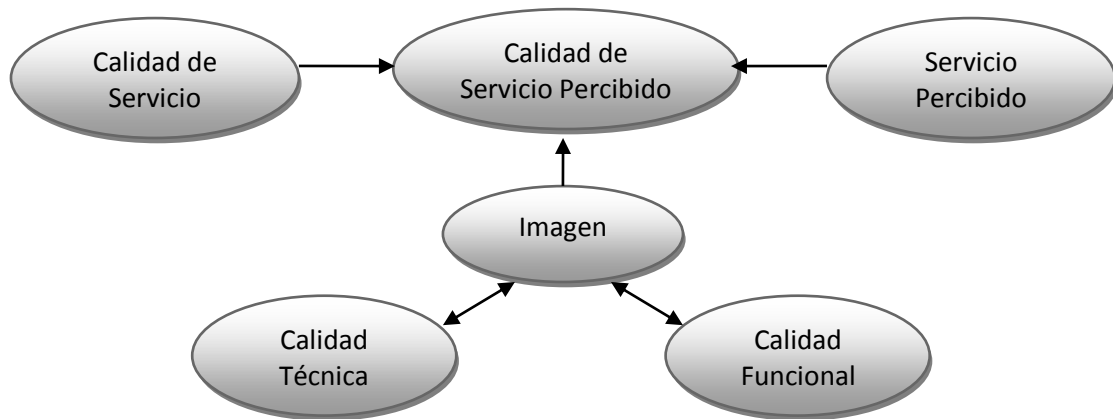 Calidad de
Servicio
Calidad de
Servicio Percibido
Servicio
Percibido
Imagen
Calidad
Técnica
Calidad
Funcional